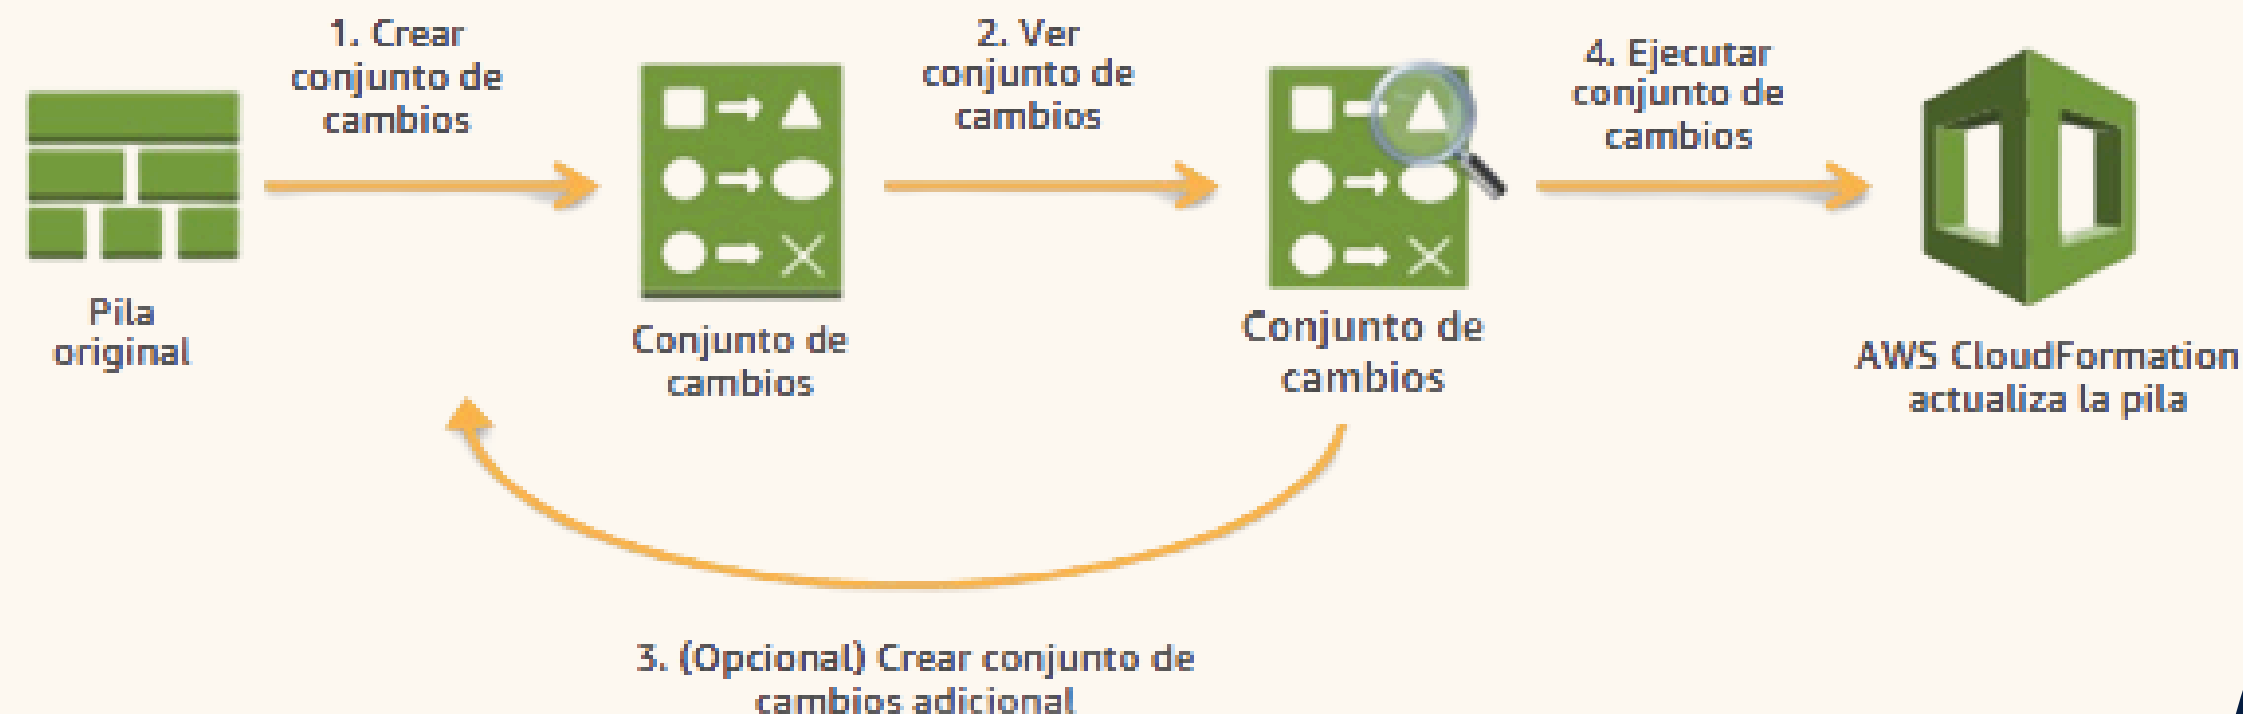 1. Crear
conjunto de
cambios
2. Ver
conjunto de
cambios
4. Ejecutar
conjunto de
cambios
Pila
original
Conjunto de
cambios
Conjunto de
cambios
AWS CloudFormation
actualiza la pila
3. (Opcional) Crear conjunto de
cambios adicional